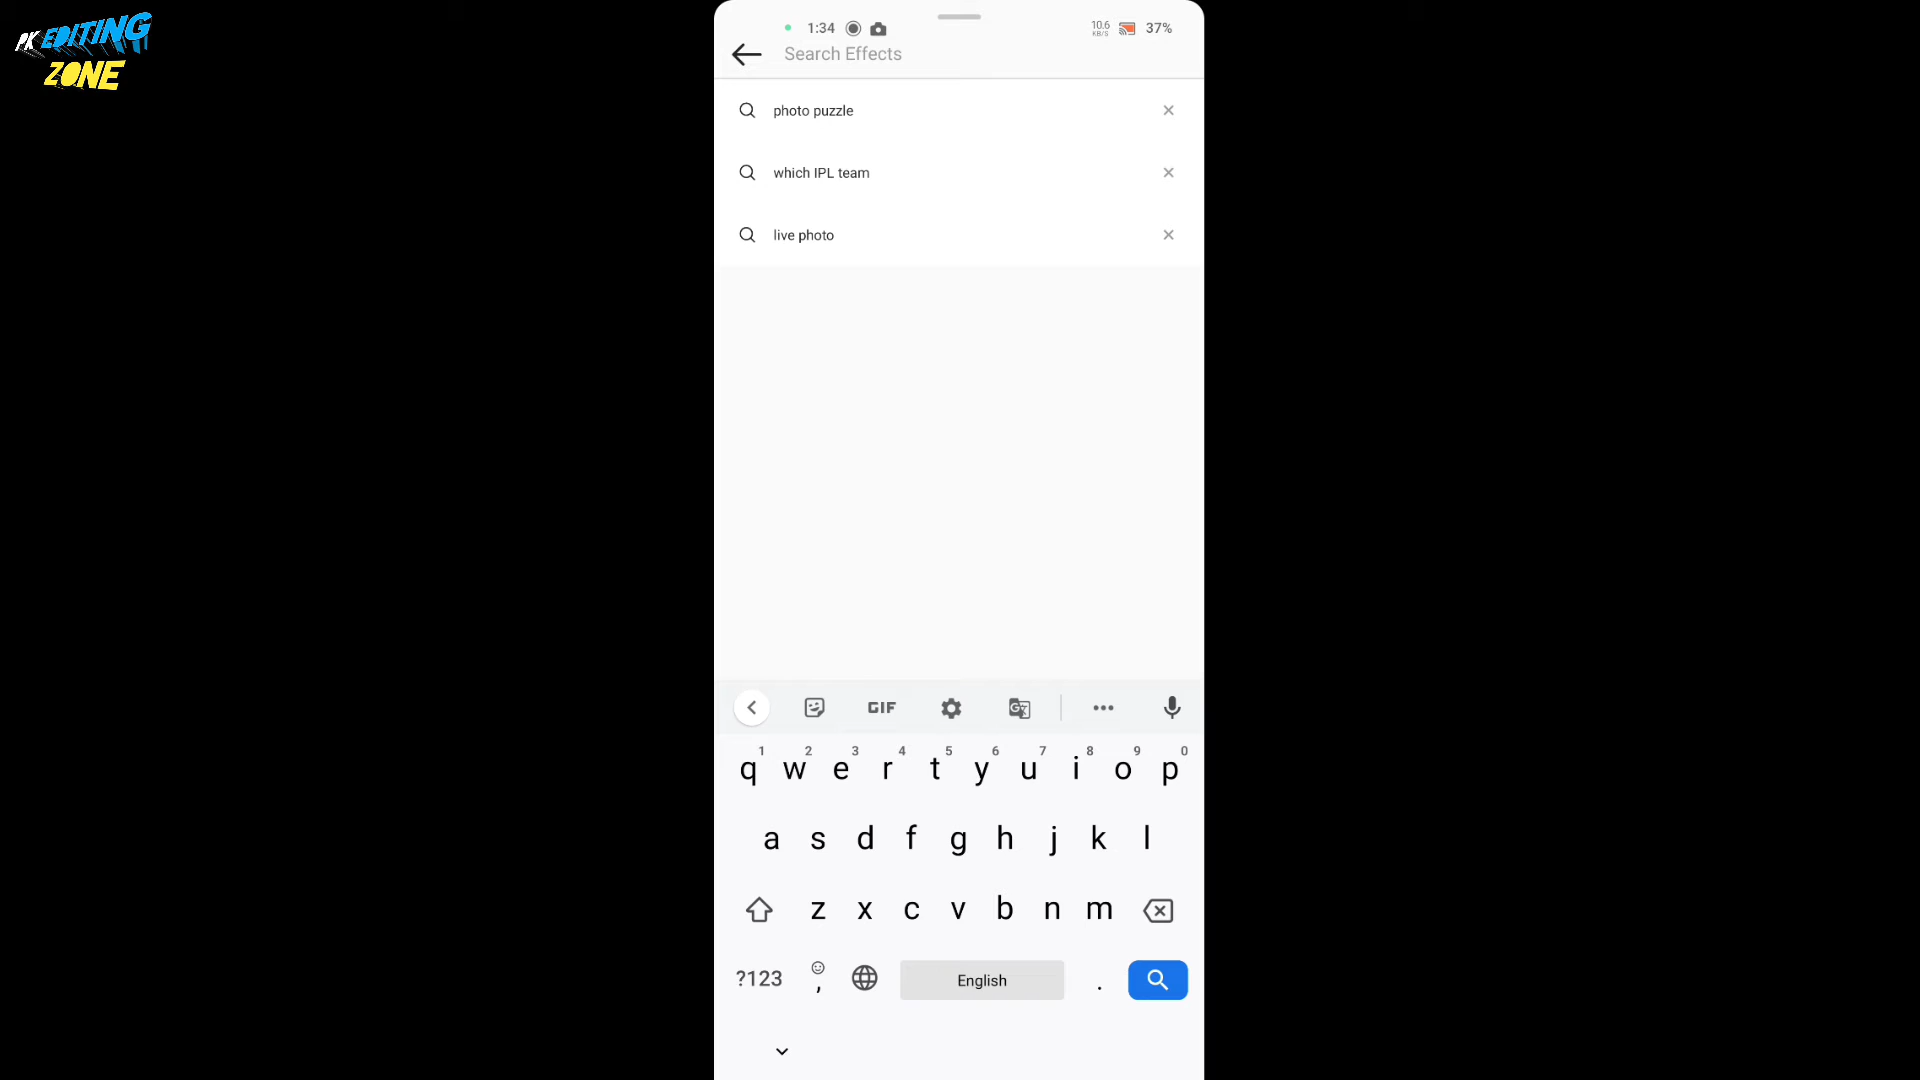 PK EDITING
ZONE
1:34
10.6
KB/S
37%
Search Effects
photo puzzle
which IPL team
live photo
GIF
1 2 3 4 5 6 7 8 9 0
q w e r t y u i o p
a s d f g h j k l
z x c v b n m
?123 , English .